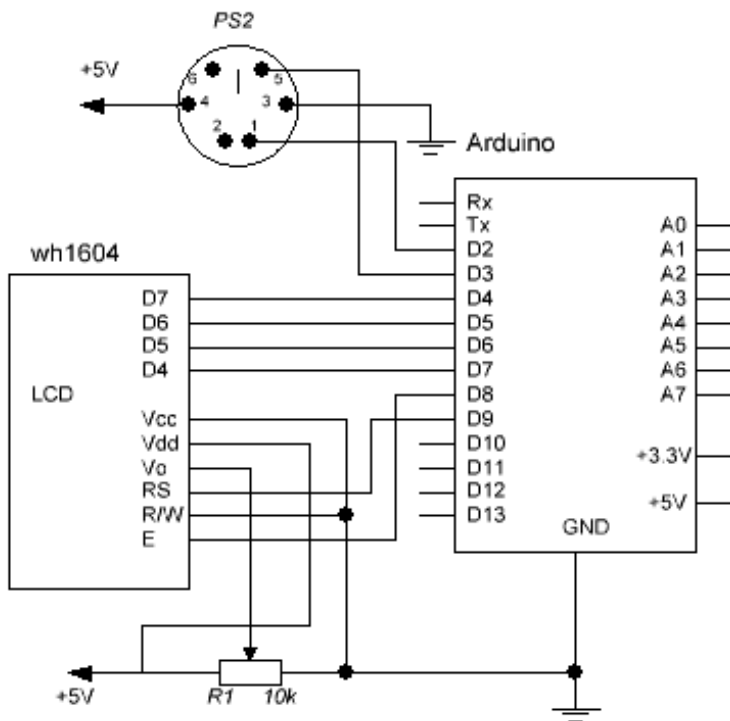 PS2
+5V
6
5
4
3
2
1
Arduino
Rx
Tx
D2
D3
D4
D5
D6
D7
D8
D9
D10
D11
D12
D13
A0
A1
A2
A3
A4
A5
A6
A7
+3.3V
+5V
GND
wh1604
LCD
D7
D6
D5
D4
Vcc
Vdd
Vo
RS
R/W
E
+5V
R1 10k